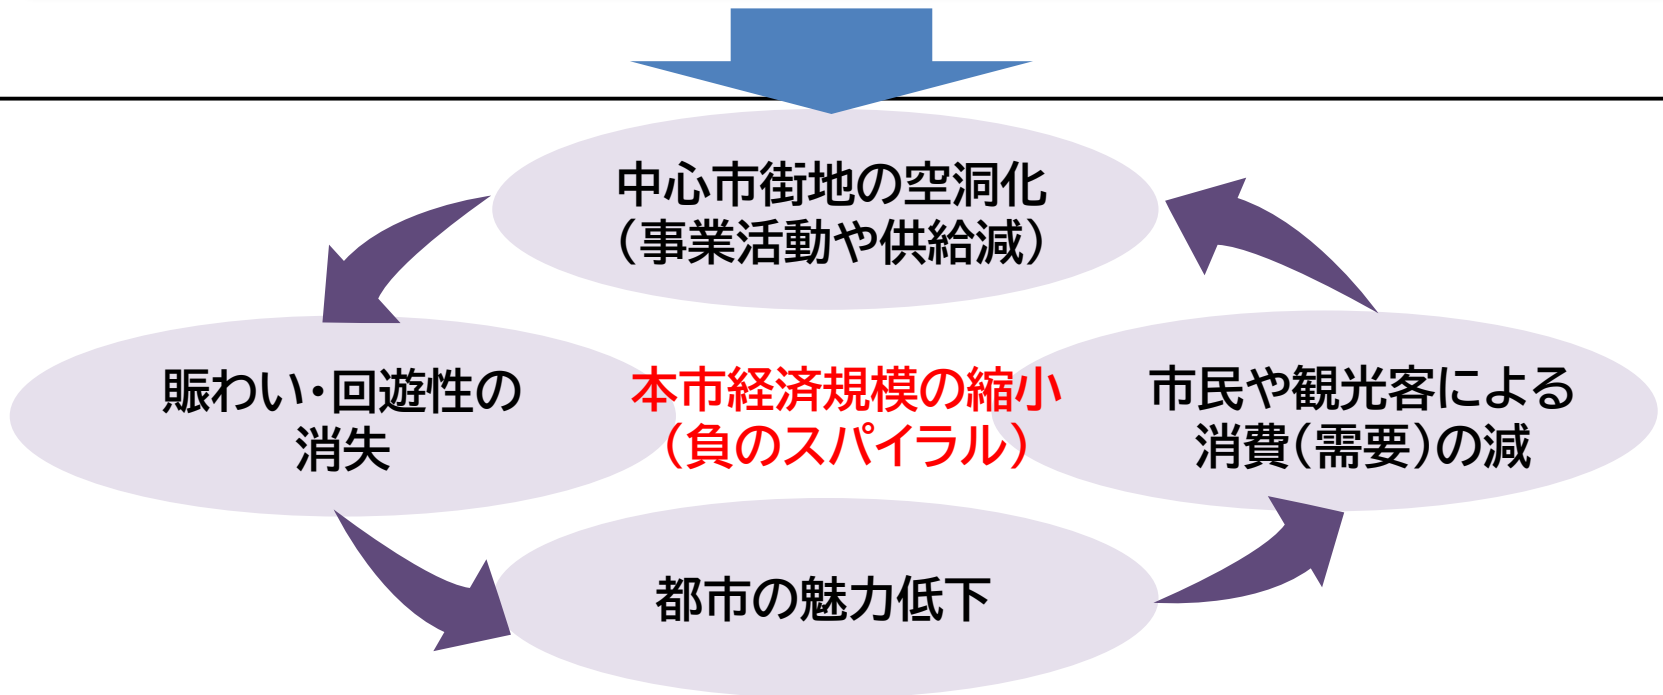 中心市街地の空洞化
（事業活動や供給減）
賑わい・回遊性の
消失
本市経済規模の縮小
（負のスパイラル）
市民や観光客による
消費（需要）の減
都市の魅力低下